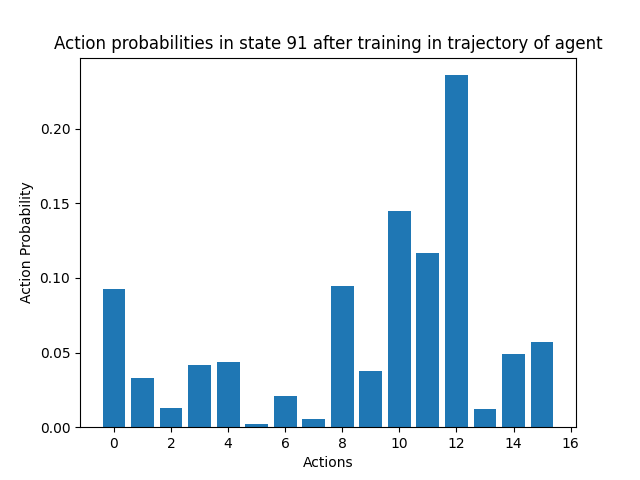 Action probabilities in state 91 after training in trajectory of agent
0.20
0.15
0.10
0.05
0.00
Action Probability
0 2 4 6 8 10 12 14 16
Actions